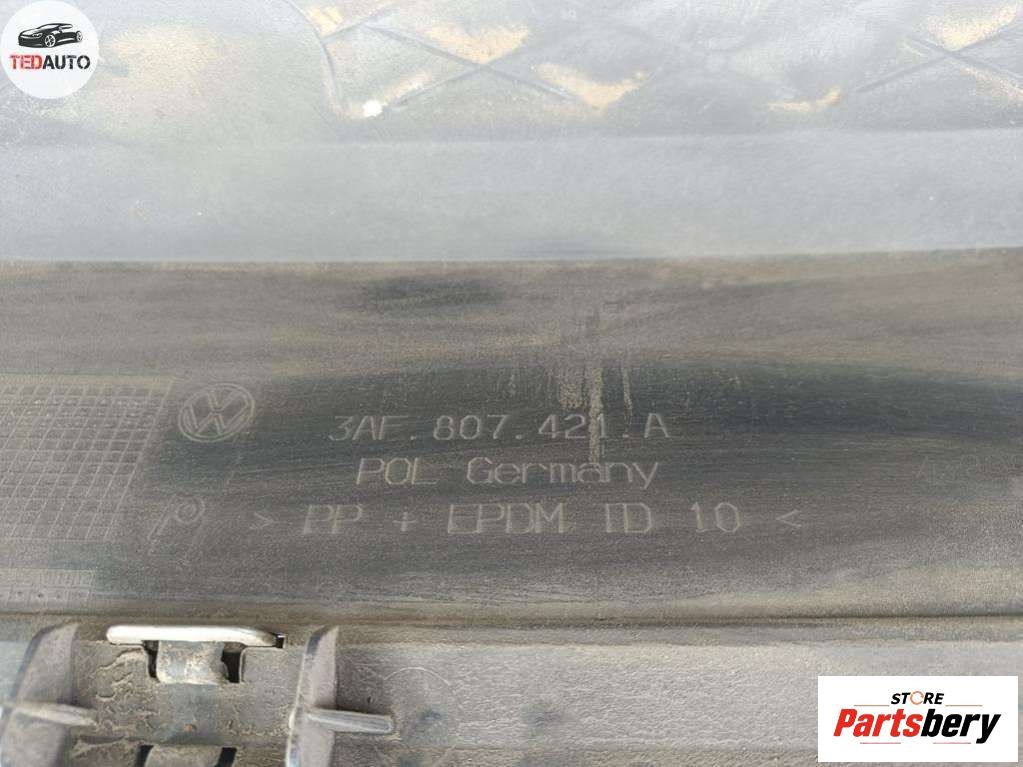 TEDAUTO
3AF.807.421.A
POL Germany
> PP + EPDM TD 10 <
STORE
Partsbery